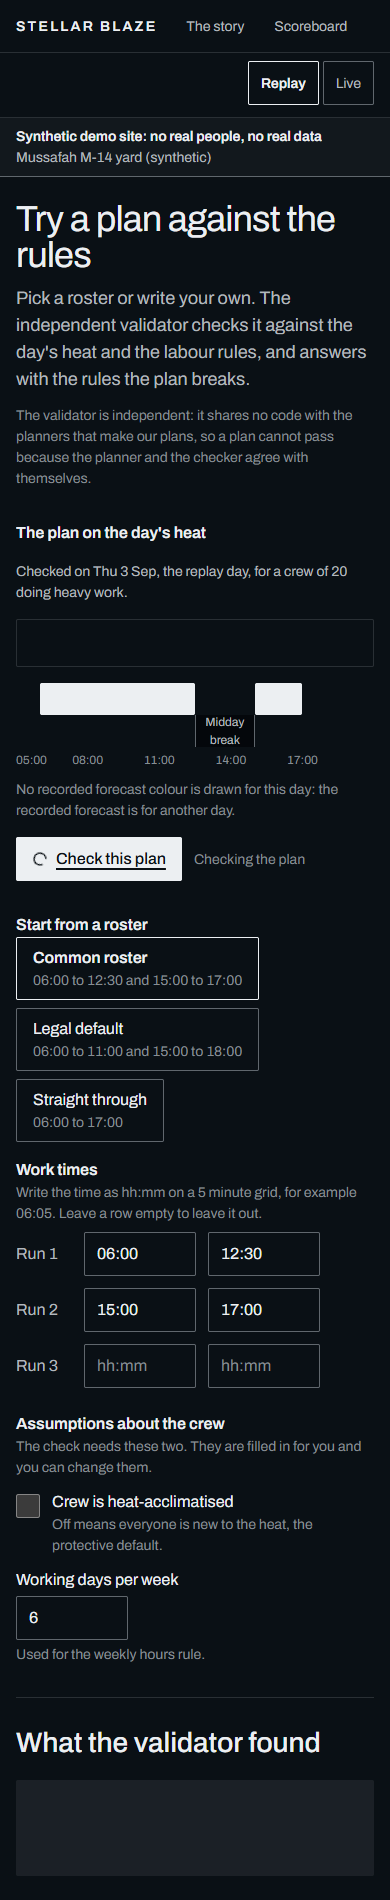 STELLAR BLAZE The story Scoreboard
Replay Live
Synthetic demo site: no real people, no real data
Mussafah M-14 yard (synthetic)
Try a plan against the
rules
Pick a roster or write your own. The
independent validator checks it against the
day's heat and the labour rules, and answers
with the rules the plan breaks.
The validator is independent: it shares no code with the
planners that make our plans, so a plan cannot pass
because the planner and the checker agree with
themselves.
The plan on the day's heat
Checked on Thu 3 Sep, the replay day, for a crew of 20
doing heavy work.
Midday
break
05:00 08:00 11:00 14:00 17:00
No recorded forecast colour is drawn for this day: the
recorded forecast is for another day.
Check this plan Checking the plan
Start from a roster
Common roster
06:00 to 12:30 and 15:00 to 17:00
Legal default
06:00 to 11:00 and 15:00 to 18:00
Straight through
06:00 to 17:00
Work times
Write the time as hh:mm on a 5 minute grid, for example
06:05. Leave a row empty to leave it out.
Run 1 06:00 12:30
Run 2 15:00 17:00
Run 3 hh:mm hh:mm
Assumptions about the crew
The check needs these two. They are filled in for you and
you can change them.
Crew is heat-acclimatised
Off means everyone is new to the heat, the
protective default.
Working days per week
6
Used for the weekly hours rule.
What the validator found